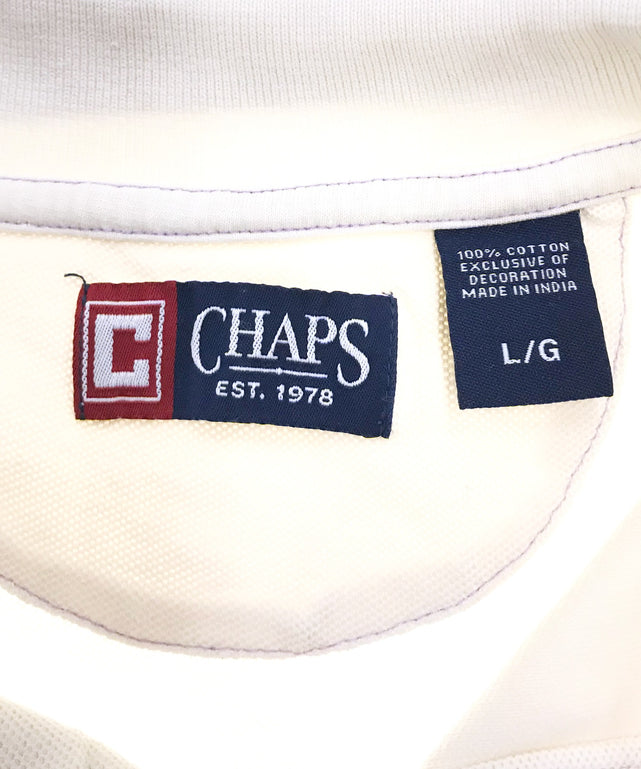 C
CHAPS
EST. 1978
100% COTTON
EXCLUSIVE OF
DECORATION
MADE IN INDIA
L/G